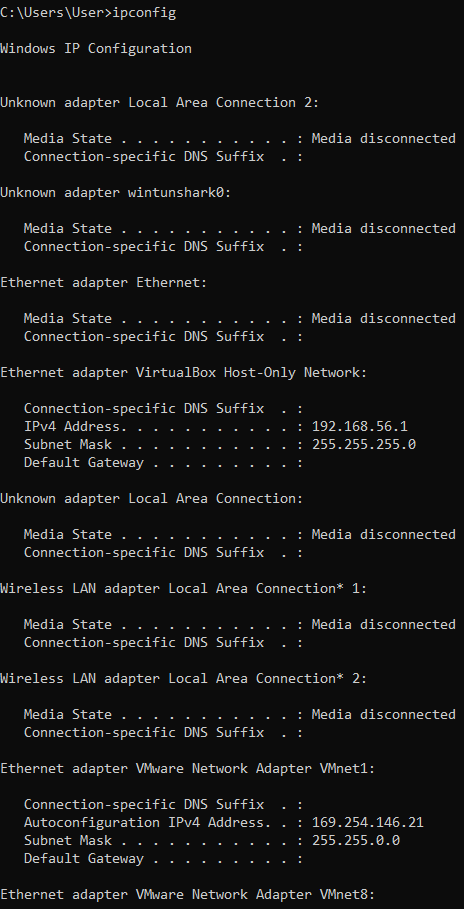 C:\Users\User>ipconfig
Windows IP Configuration
Unknown adapter Local Area Connection 2:
Media State . . . . . . . . . . . : Media disconnected
Connection-specific DNS Suffix  . :
Unknown adapter wintunshark0:
Media State . . . . . . . . . . . : Media disconnected
Connection-specific DNS Suffix  . :
Ethernet adapter Ethernet:
Media State . . . . . . . . . . . : Media disconnected
Connection-specific DNS Suffix  . :
Ethernet adapter VirtualBox Host-Only Network:
Connection-specific DNS Suffix  . :
IPv4 Address. . . . . . . . . . . : 192.168.56.1
Subnet Mask . . . . . . . . . . . : 255.255.255.0
Default Gateway . . . . . . . . . :
Unknown adapter Local Area Connection:
Media State . . . . . . . . . . . : Media disconnected
Connection-specific DNS Suffix  . :
Wireless LAN adapter Local Area Connection* 1:
Media State . . . . . . . . . . . : Media disconnected
Connection-specific DNS Suffix  . :
Wireless LAN adapter Local Area Connection* 2:
Media State . . . . . . . . . . . : Media disconnected
Connection-specific DNS Suffix  . :
Ethernet adapter VMware Network Adapter VMnet1:
Connection-specific DNS Suffix  . :
Autoconfiguration IPv4 Address. . : 169.254.146.21
Subnet Mask . . . . . . . . . . . : 255.255.0.0
Default Gateway . . . . . . . . . :
Ethernet adapter VMware Network Adapter VMnet8: